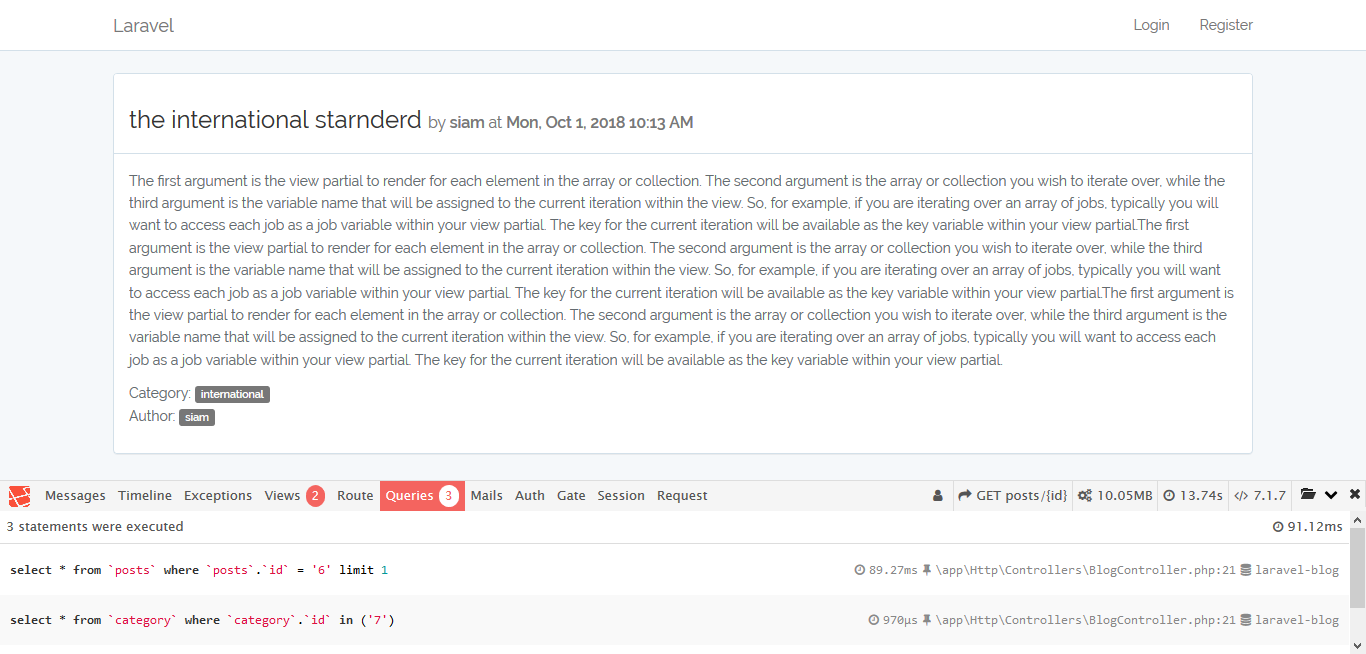 Laravel Login Register
the international starnderd by siam at Mon, Oct 1, 2018 10:13 AM
The first argument is the view partial to render for each element in the array or collection. The second argument is the array or collection you wish to iterate over, while the
third argument is the variable name that will be assigned to the current iteration within the view. So, for example, if you are iterating over an array of jobs, typically you will
want to access each job as a job variable within your view partial. The key for the current iteration will be available as the key variable within your view partial.The first
argument is the view partial to render for each element in the array or collection. The second argument is the array or collection you wish to iterate over, while the third
argument is the variable name that will be assigned to the current iteration within the view. So, for example, if you are iterating over an array of jobs, typically you will want
to access each job as a job variable within your view partial. The key for the current iteration will be available as the key variable within your view partial.The first argument is
the view partial to render for each element in the array or collection. The second argument is the array or collection you wish to iterate over, while the third argument is the
variable name that will be assigned to the current iteration within the view. So, for example, if you are iterating over an array of jobs, typically you will want to access each
job as a job variable within your view partial. The key for the current iteration will be available as the key variable within your view partial.
Category: international
Author: siam
Messages Timeline Exceptions Views 2 Route Queries 3 Mails Auth Gate Session Request GET posts/{id} 10.05MB 13.74s </> 7.1.7
3 statements were executed 91.12ms
select * from `posts` where `posts`.`id` = '6' limit 1 89.27ms \app\Http\Controllers\BlogController.php:21 laravel-blog
select * from `category` where `category`.`id` in ('7') 970μs \app\Http\Controllers\BlogController.php:21 laravel-blog